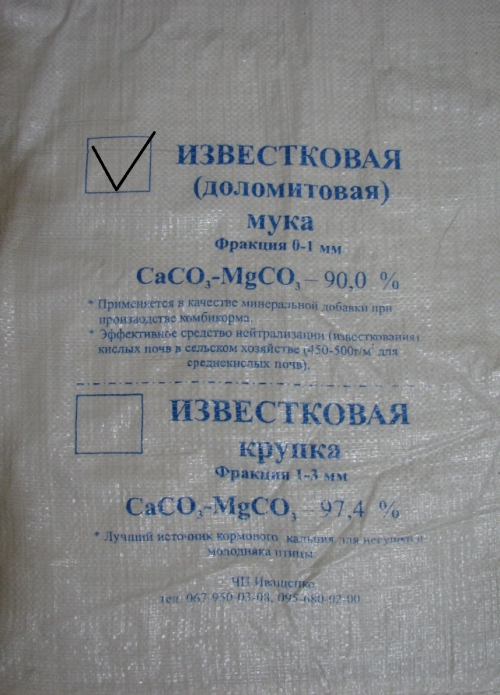 ИЗВЕСТКОВАЯ
(доломитовая)
мука
Фракция 0-1 мм
CaCO₃-MgCO₃ – 90,0 %
* Применяется в качестве минеральной добавки при
производстве комбикорма.
* Эффективное средство нейтрализации (известкования)
кислых почв в сельском хозяйстве (450-500г/м² для
среднекислых почв).
ИЗВЕСТКОВАЯ
крупка
Фракция 1-3 мм
CaCO₃-MgCO₃ – 97,4 %
* Лучший источник кормового кальция для несушки и
молодняка птицы.
ЧП Иващенко
тел. 067-950-03-08, 095-680-92-00